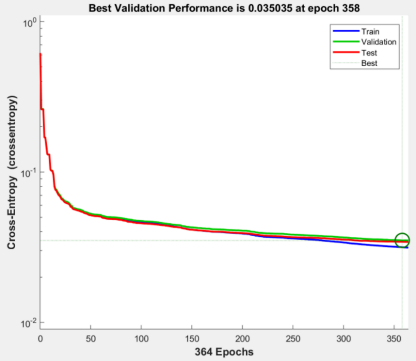 Best Validation Performance is 0.035035 at epoch 358
Cross-Entropy (crossentropy)
10^0
10^-1
10^-2
Train
Validation
Test
Best
0 50 100 150 200 250 300 350
364 Epochs